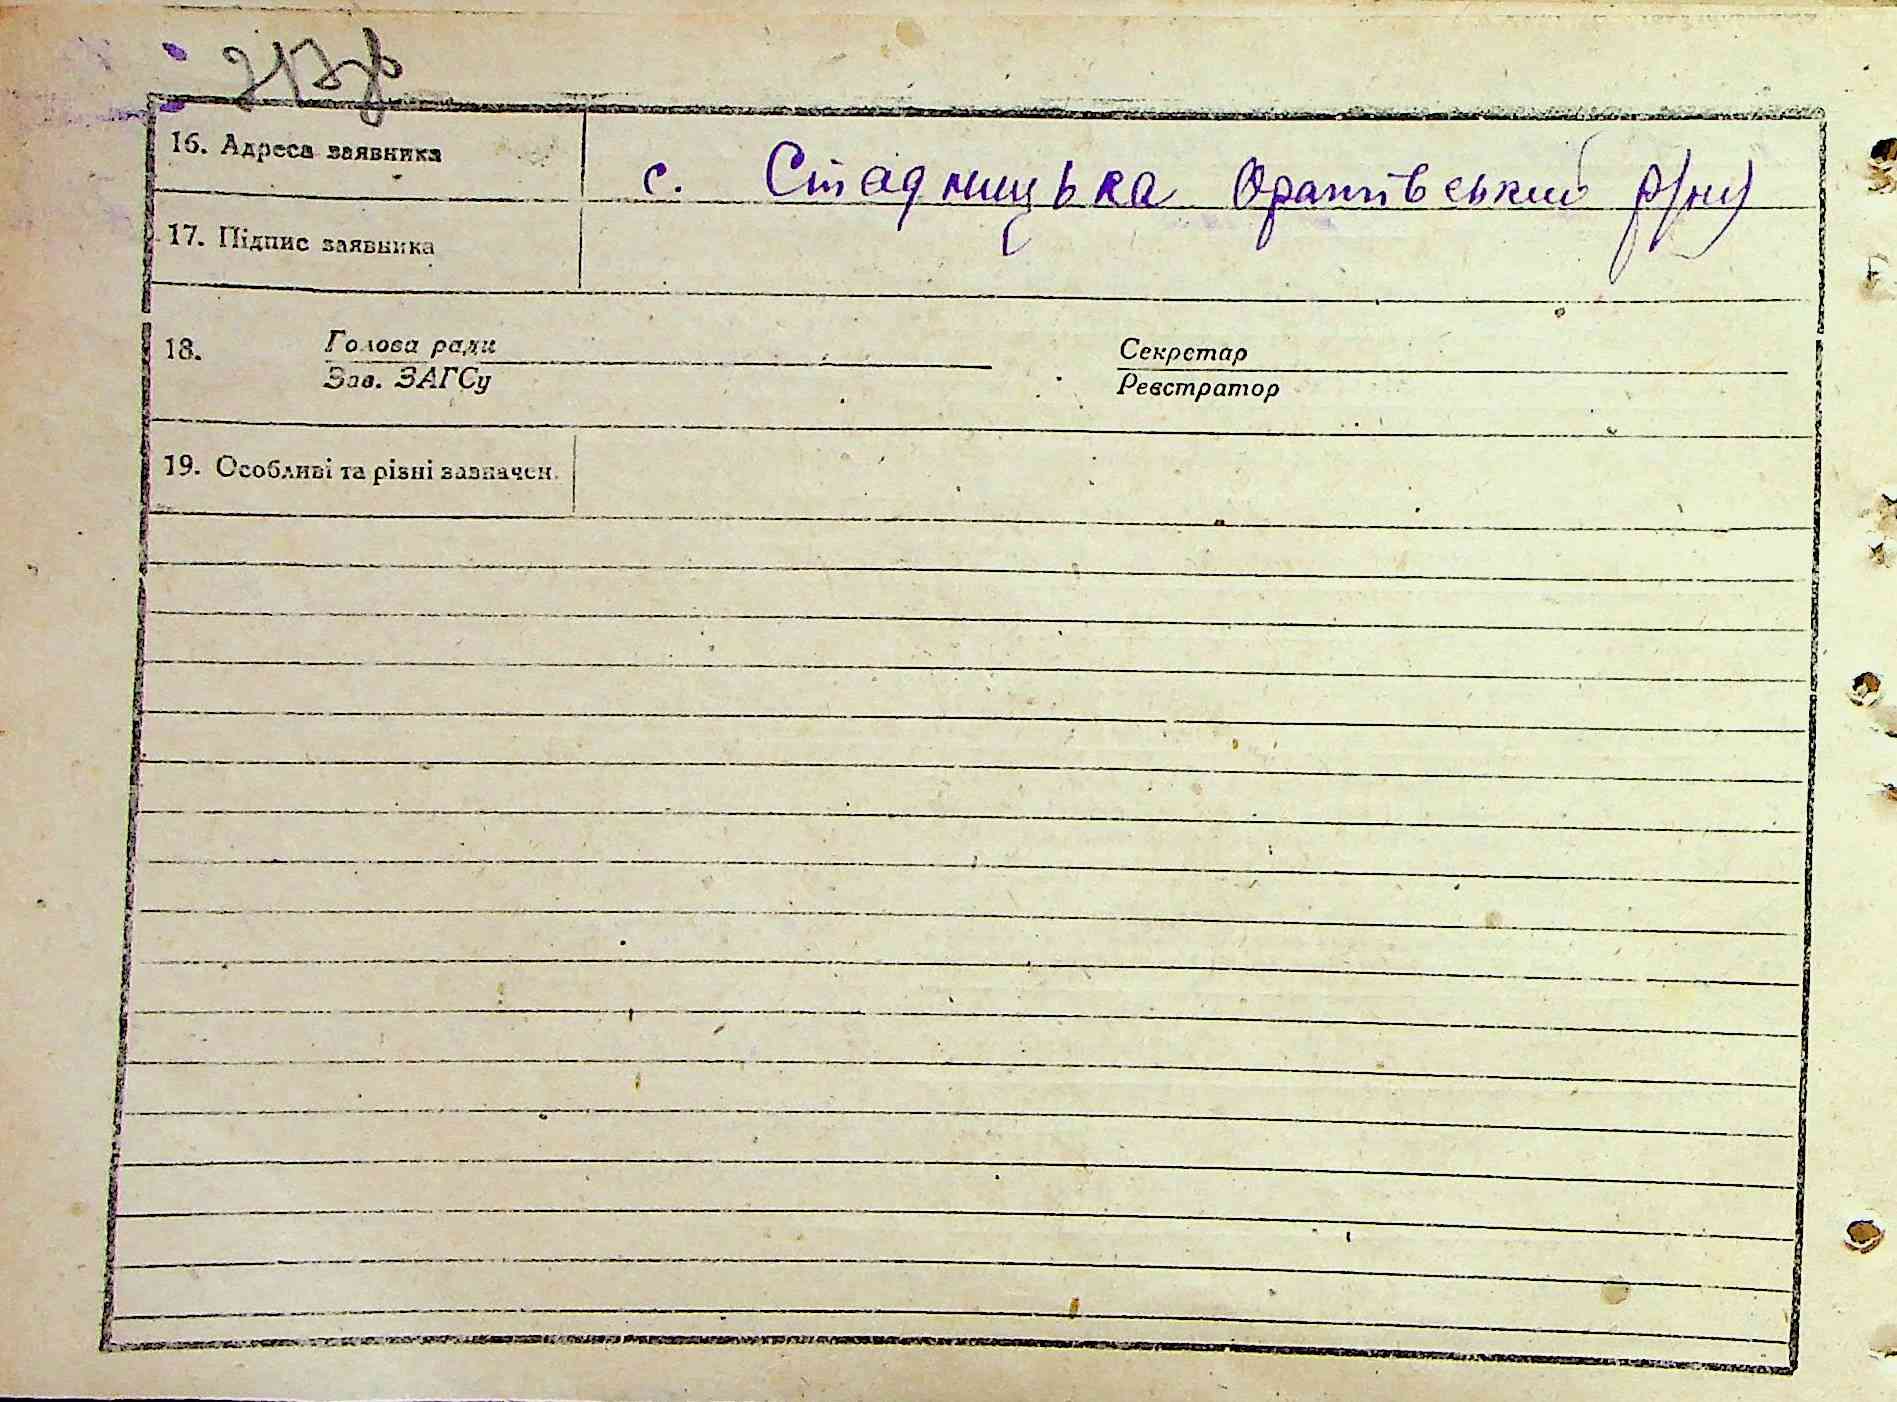 16. Адреса заявника с. Стадницька Оратівський р/ну
17. Підпис заявника
18. Голова ради Секретар
Зав. ЗАГСу Реєстратор
19. Особливі та різні зазначен.